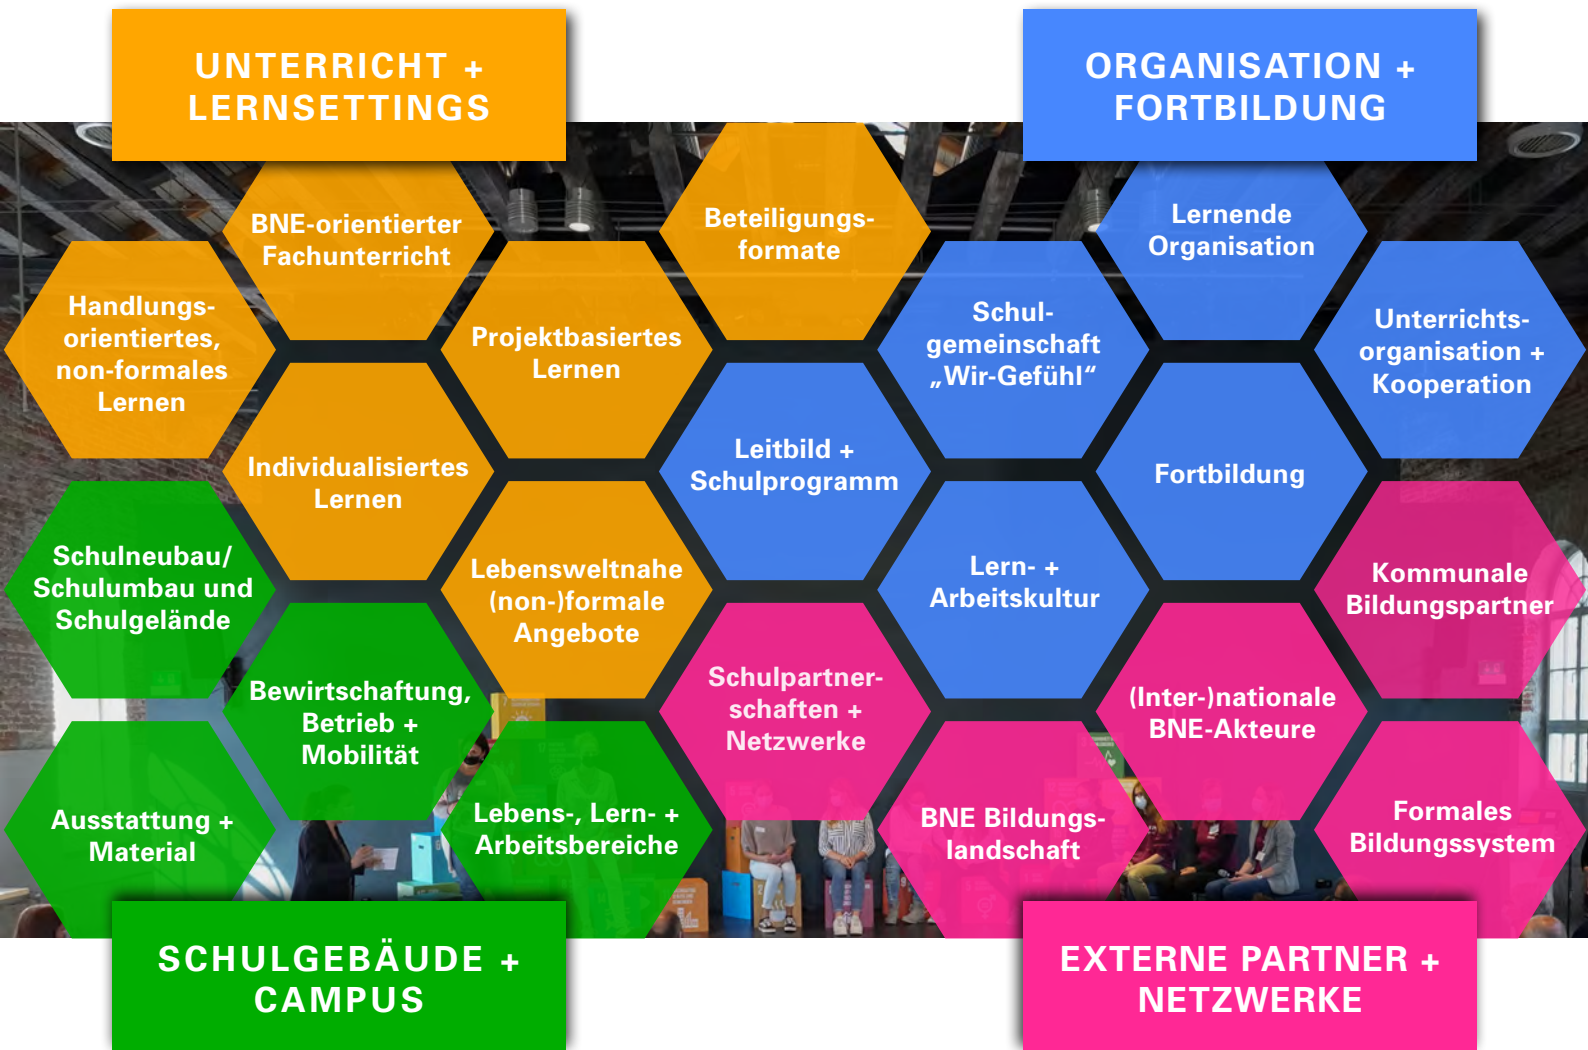 UNTERRICHT +
LERNSETTINGS
ORGANISATION +
FORTBILDUNG
BNE-orientierter
Fachunterricht
Beteiligungs-
formate
Lernende
Organisation
Handlungs-
orientiertes,
non-formales
Lernen
Projektbasiertes
Lernen
Schul-
gemeinschaft
„Wir-Gefühl“
Unterrichts-
organisation +
Kooperation
Individualisiertes
Lernen
Leitbild +
Schulprogramm
Fortbildung
Schulneubau/
Schulumbau und
Schulgelände
Lebensweltnahe
(non-)formale
Angebote
Lern- +
Arbeitskultur
Kommunale
Bildungspartner
Bewirtschaftung,
Betrieb +
Mobilität
Schulpartner-
schaften +
Netzwerke
(Inter-)nationale
BNE-Akteure
Ausstattung +
Material
Lebens-, Lern- +
Arbeitsbereiche
BNE Bildungs-
landschaft
Formales
Bildungssystem
SCHULGEBÄUDE +
CAMPUS
EXTERNE PARTNER +
NETZWERKE